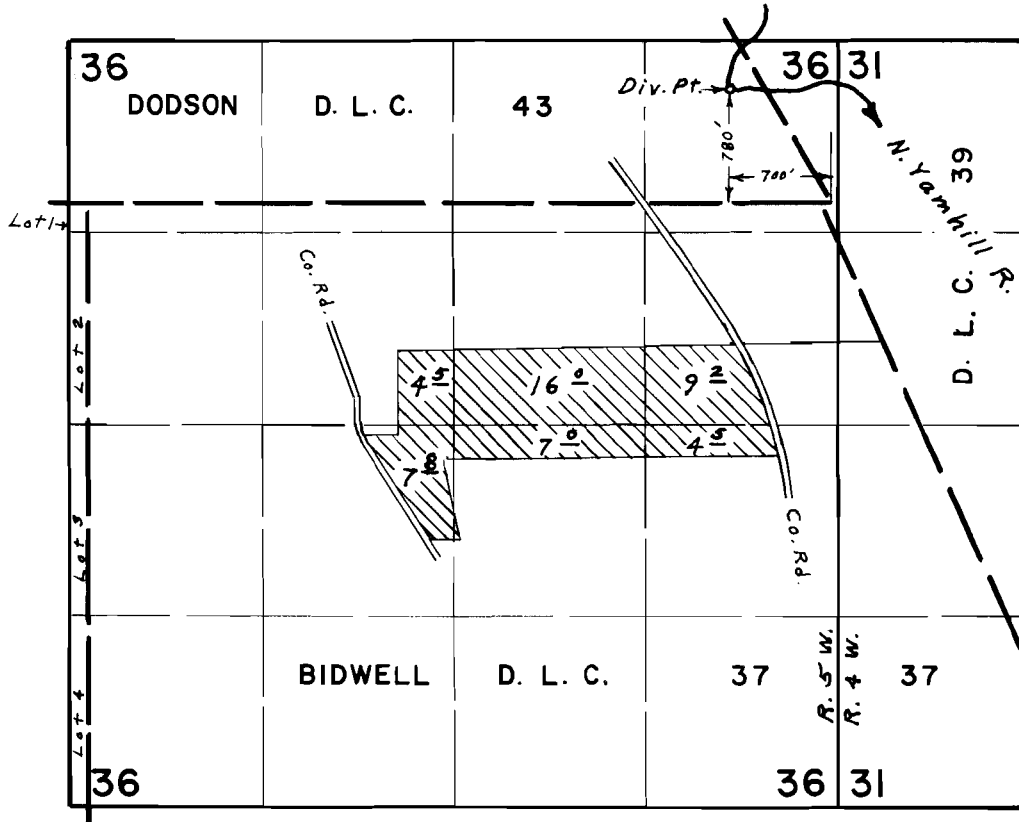 36
36 31
DODSON D. L. C. 43
Div. Pt.
780'
700'
N. Yamhill R.
D. L. C. 39
Lot 1
Lot 2
Co. Rd.
4 5
16 0
9 2
7 0
4 5
Lot 3
Co. Rd.
BIDWELL D. L. C. 37
R. 5 W.
R. 4 W.
37
Lot 4
36
36 31